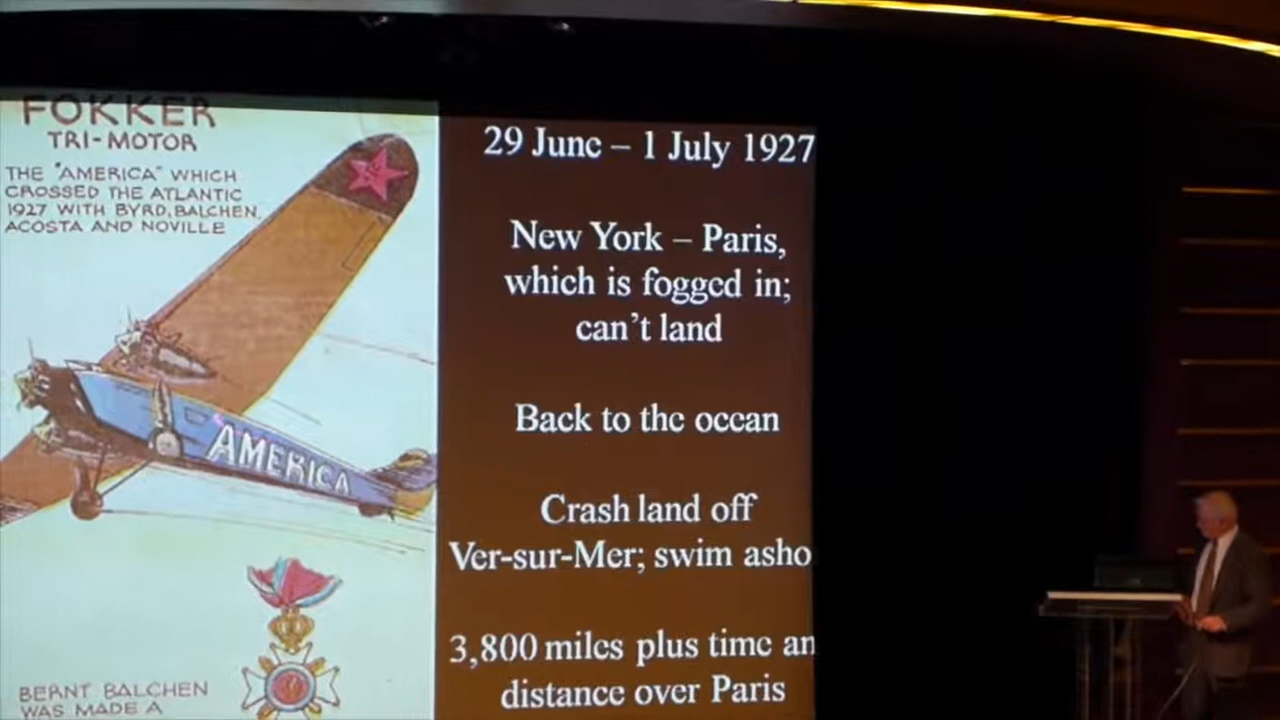 FOKKER
TRI-MOTOR
THE "AMERICA" WHICH
CROSSED THE ATLANTIC
1927 WITH BYRD, BALCHEN,
ACOSTA AND NOVILLE
AMERICA
BERNT BALCHEN
WAS MADE A
29 June – 1 July 1927
New York – Paris,
which is fogged in;
can't land
Back to the ocean
Crash land off
Ver-sur-Mer; swim asho
3,800 miles plus time an
distance over Paris